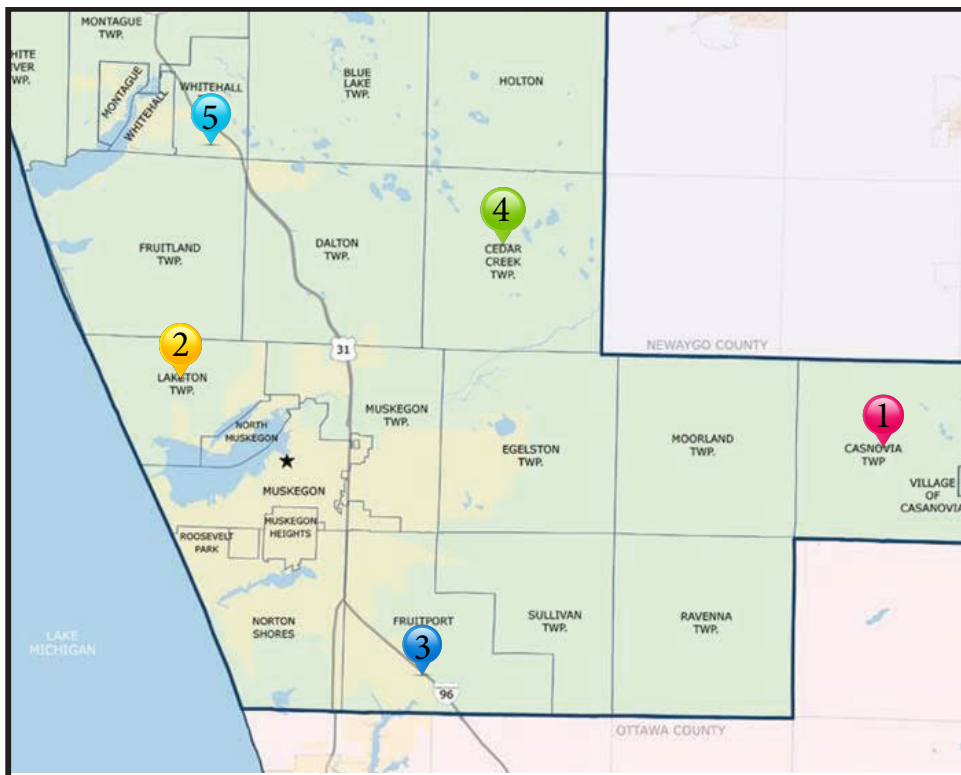 MONTAGUE
TWP.
HITE
VER
WP.
MONTAGUE
WHITEHALL
WHITEHALL
5
BLUE
LAKE
TWP.
HOLTON
FRUITLAND
TWP.
DALTON
TWP.
4
CEDAR
CREEK
TWP.
31
NEWAYGO COUNTY
2
LAKETON
TWP.
NORTH
MUSKEGON
MUSKEGON
TWP.
EGELSTON
TWP.
MOORLAND
TWP.
1
CASNOVIA
TWP
VILLAGE
OF
CASANOVIA
MUSKEGON
MUSKEGON
HEIGHTS
ROOSEVELT
PARK
NORTON
SHORES
FRUITPORT
3
96
SULLIVAN
TWP.
RAVENNA
TWP.
LAKE
MICHIGAN
OTTAWA COUNTY